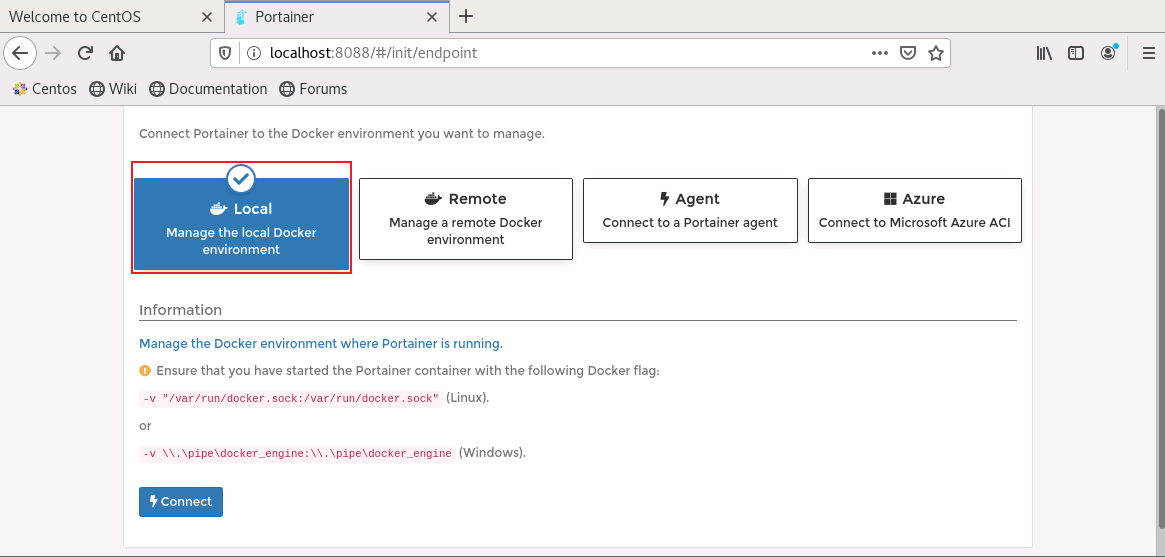 Welcome to CentOS
Portainer
localhost:8088/#/init/endpoint
Centos
Wiki
Documentation
Forums
Connect Portainer to the Docker environment you want to manage.
Local
Manage the local Docker
environment
Remote
Manage a remote Docker
environment
Agent
Connect to a Portainer agent
Azure
Connect to Microsoft Azure ACI
Information
Manage the Docker environment where Portainer is running.
Ensure that you have started the Portainer container with the following Docker flag:
-v "/var/run/docker.sock:/var/run/docker.sock" (Linux).
or
-v \\.\pipe\docker_engine:\\.\pipe\docker_engine (Windows).
Connect